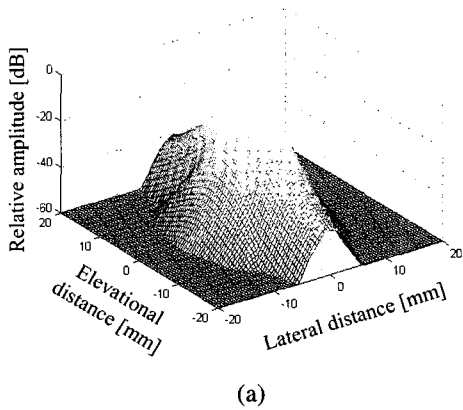 Relative amplitude [dB]
0
-20
-40
-60
20
10
0
-10
-20
Elevational
distance [mm]
-20
-10
0
10
20
Lateral distance [mm]
(a)